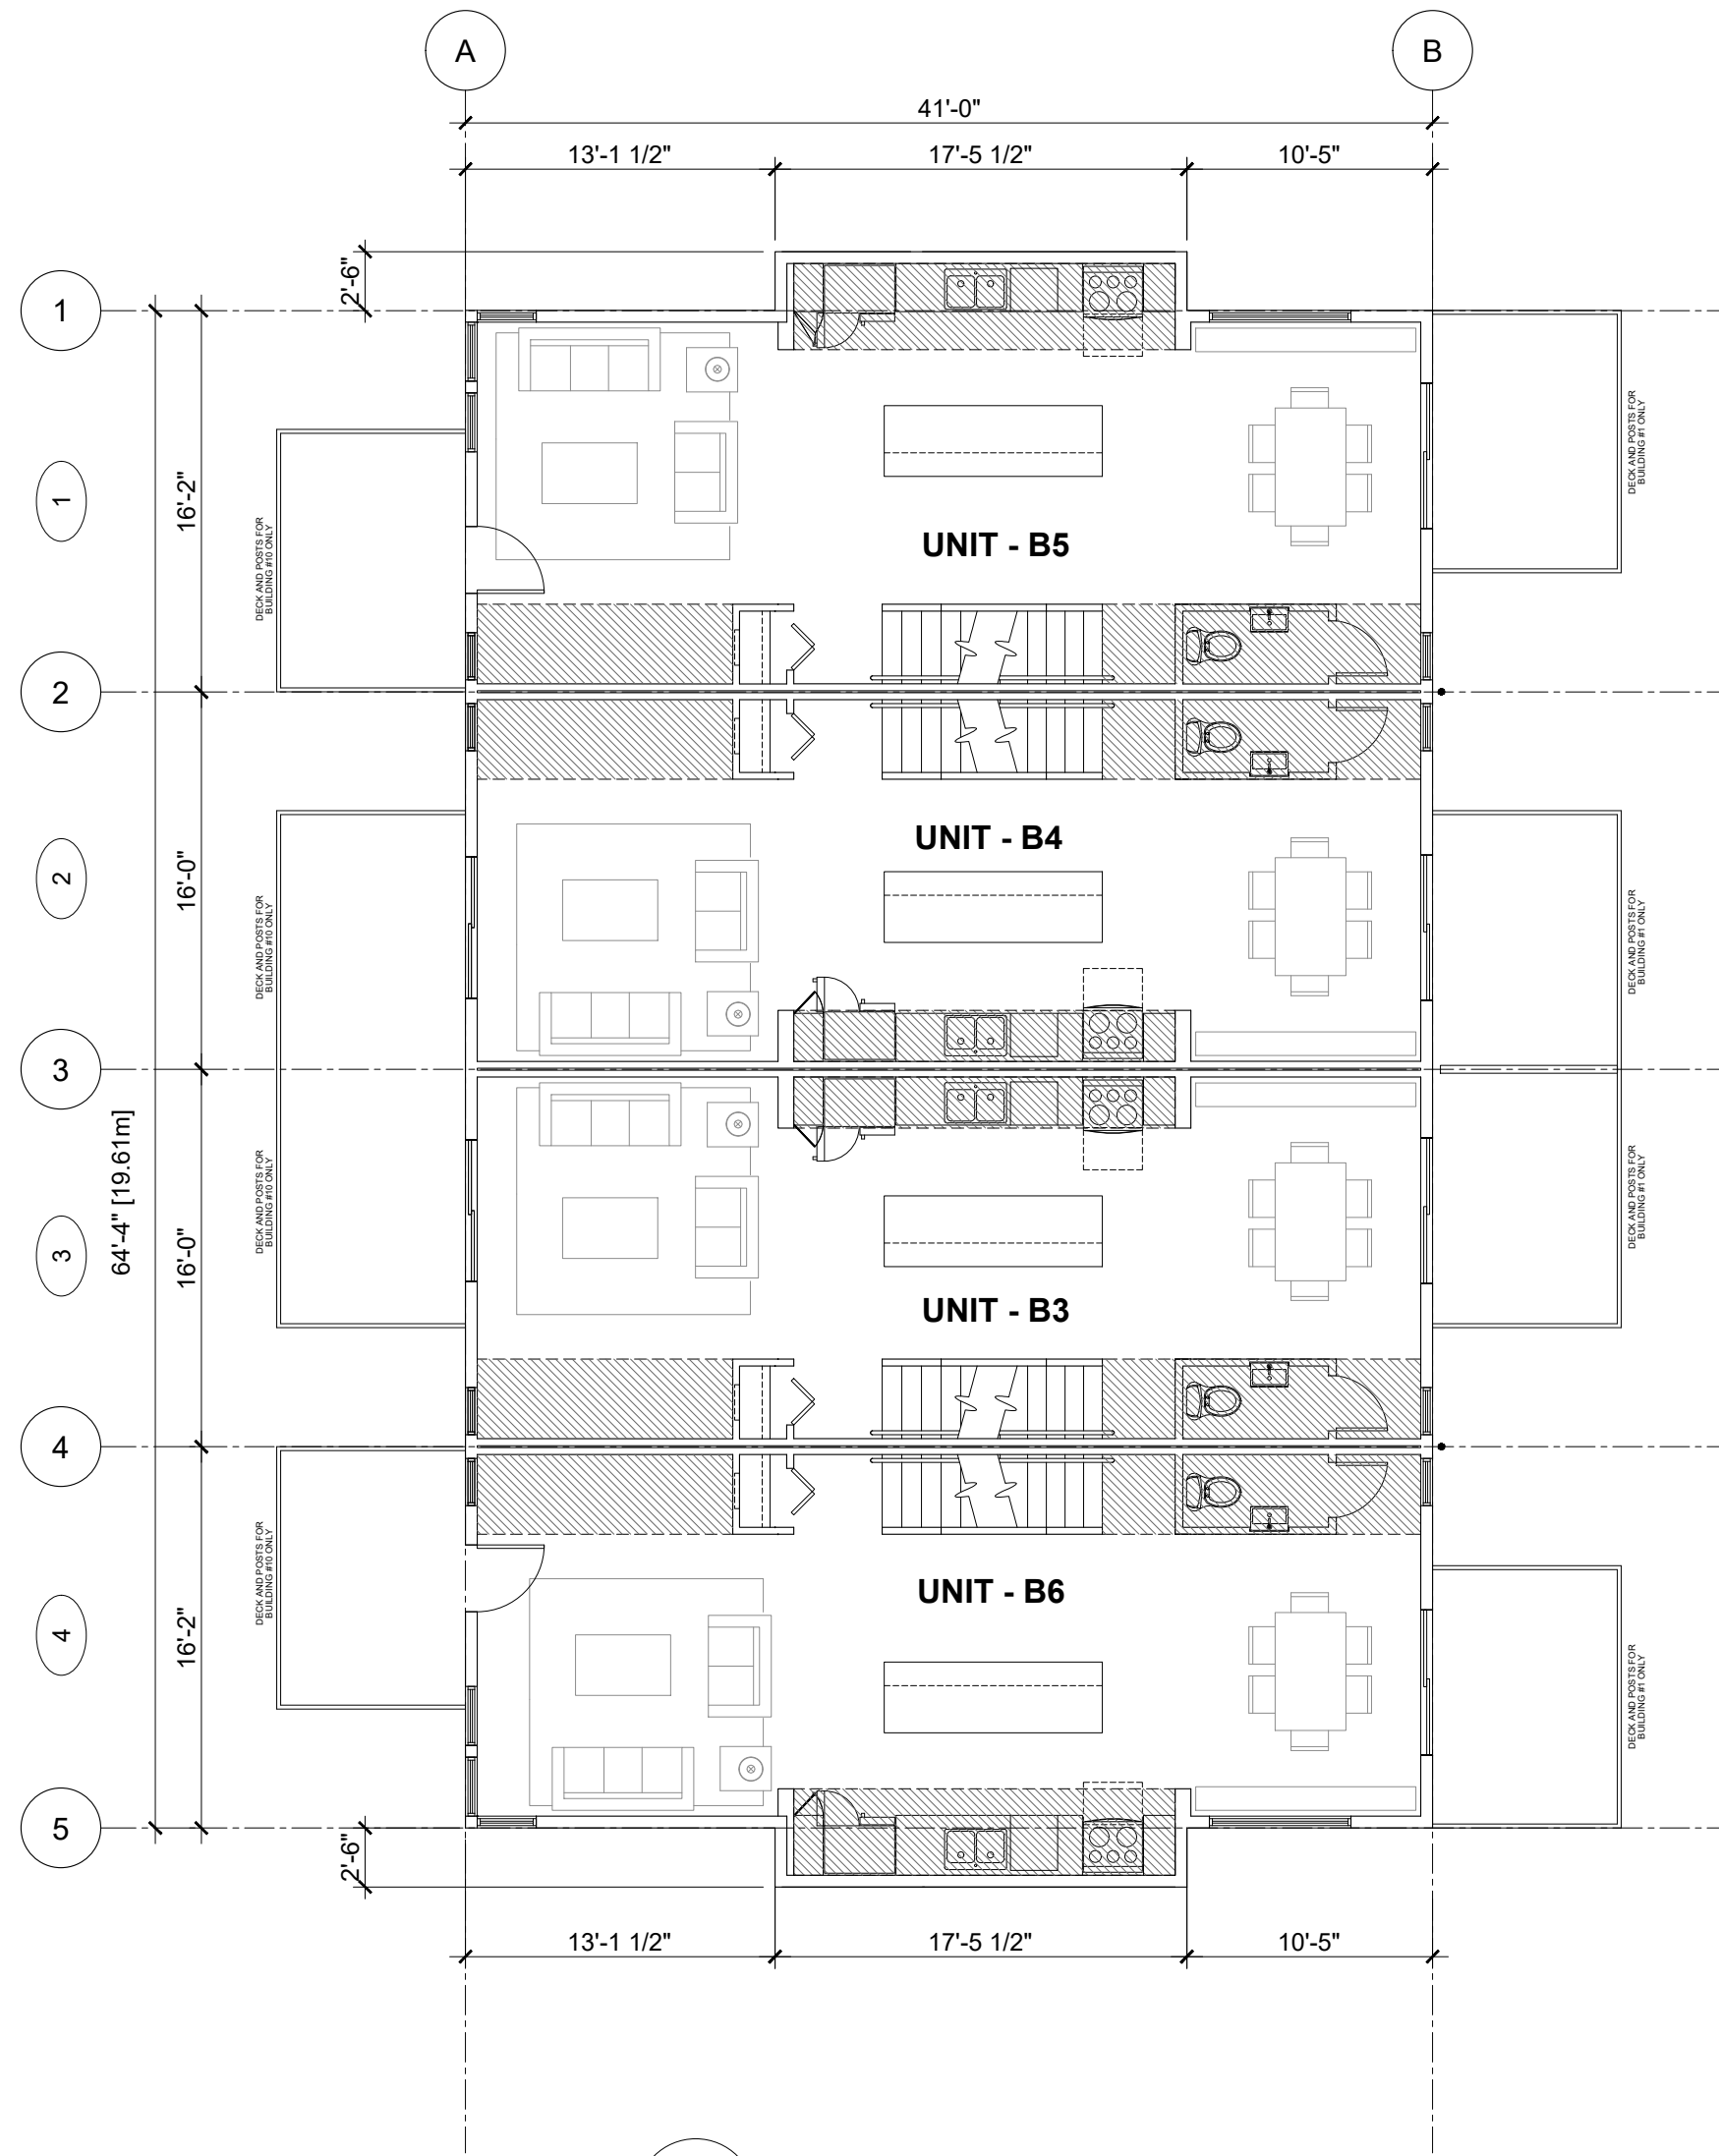 A
B
41'-0"
13'-1 1/2"
17'-5 1/2"
10'-5"
2'-6"
1
16'-2"
1
DECK AND POSTS FOR
BUILDING #10 ONLY
UNIT - B5
DECK AND POSTS FOR
BUILDING #1 ONLY
2
2
16'-0"
DECK AND POSTS FOR
BUILDING #10 ONLY
UNIT - B4
DECK AND POSTS FOR
BUILDING #1 ONLY
3
64'-4" [19.61m]
3
16'-0"
DECK AND POSTS FOR
BUILDING #10 ONLY
UNIT - B3
DECK AND POSTS FOR
BUILDING #1 ONLY
4
4
16'-2"
DECK AND POSTS FOR
BUILDING #10 ONLY
UNIT - B6
DECK AND POSTS FOR
BUILDING #1 ONLY
5
2'-6"
13'-1 1/2"
17'-5 1/2"
10'-5"